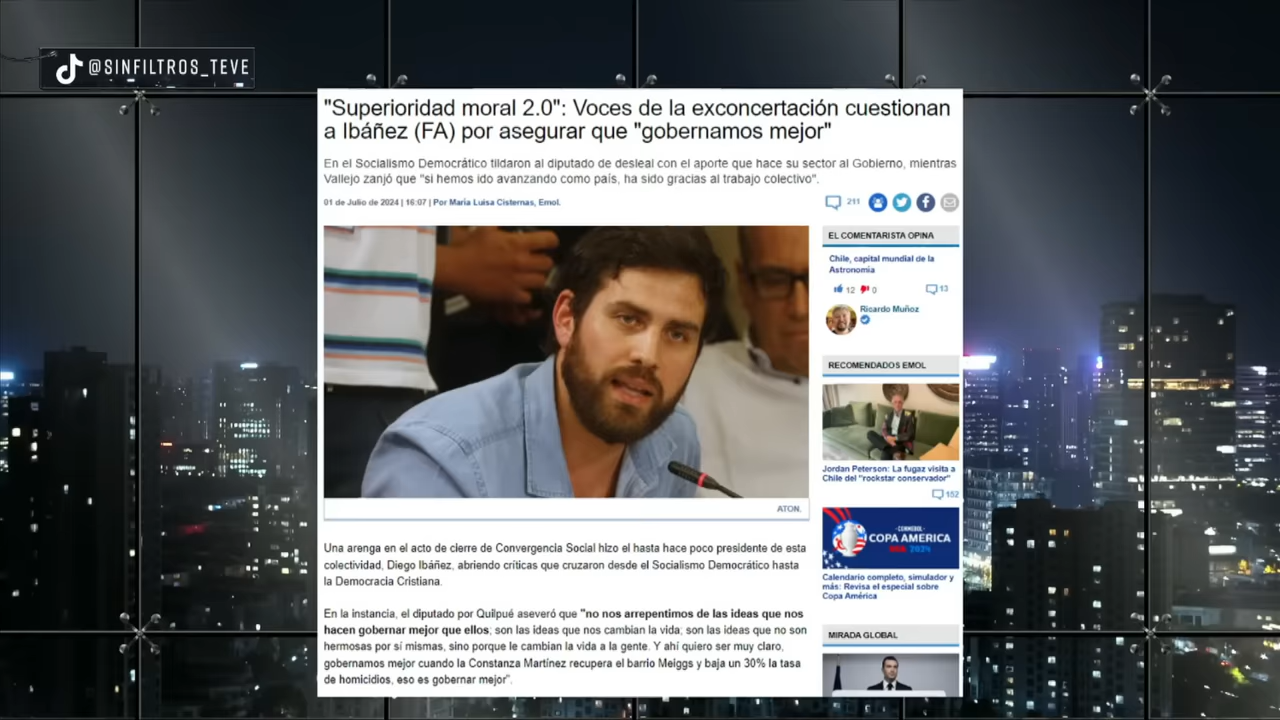 @SINFILTROS_TEVE
"Superioridad moral 2.0": Voces de la exconcertación cuestionan
a Ibáñez (FA) por asegurar que "gobernamos mejor"
En el Socialismo Democrático tildaron al diputado de desleal con el aporte que hace su sector al Gobierno, mientras
Vallejo zanjó que "si hemos ido avanzando como país, ha sido gracias al trabajo colectivo".
01 de Julio de 2024 | 16:07 | Por María Luisa Cisternas, Emol.
211
ATON.
Una arenga en el acto de cierre de Convergencia Social hizo el hasta hace poco presidente de esta
colectividad, Diego Ibáñez, abriendo críticas que cruzaron desde el Socialismo Democrático hasta
la Democracia Cristiana.
En la instancia, el diputado por Quilpué aseveró que "no nos arrepentimos de las ideas que nos
hacen gobernar mejor que ellos; son las ideas que nos cambian la vida; son las ideas que no son
hermosas por sí mismas, sino porque le cambian la vida a la gente. Y ahí quiero ser muy claro,
gobernamos mejor cuando la Constanza Martínez recupera el barrio Meiggs y baja un 30% la tasa
de homicidios, eso es gobernar mejor".
EL COMENTARISTA OPINA
Chile, capital mundial de la
Astronomía
12 0 13
Ricardo Muñoz
RECOMENDADOS EMOL
Jordan Peterson: La fugaz visita a
Chile del "rockstar conservador"
152
CONMEBOL
COPA AMERICA
USA 2024
Calendario completo, simulador y
más: Revisa el especial sobre
Copa América
MIRADA GLOBAL